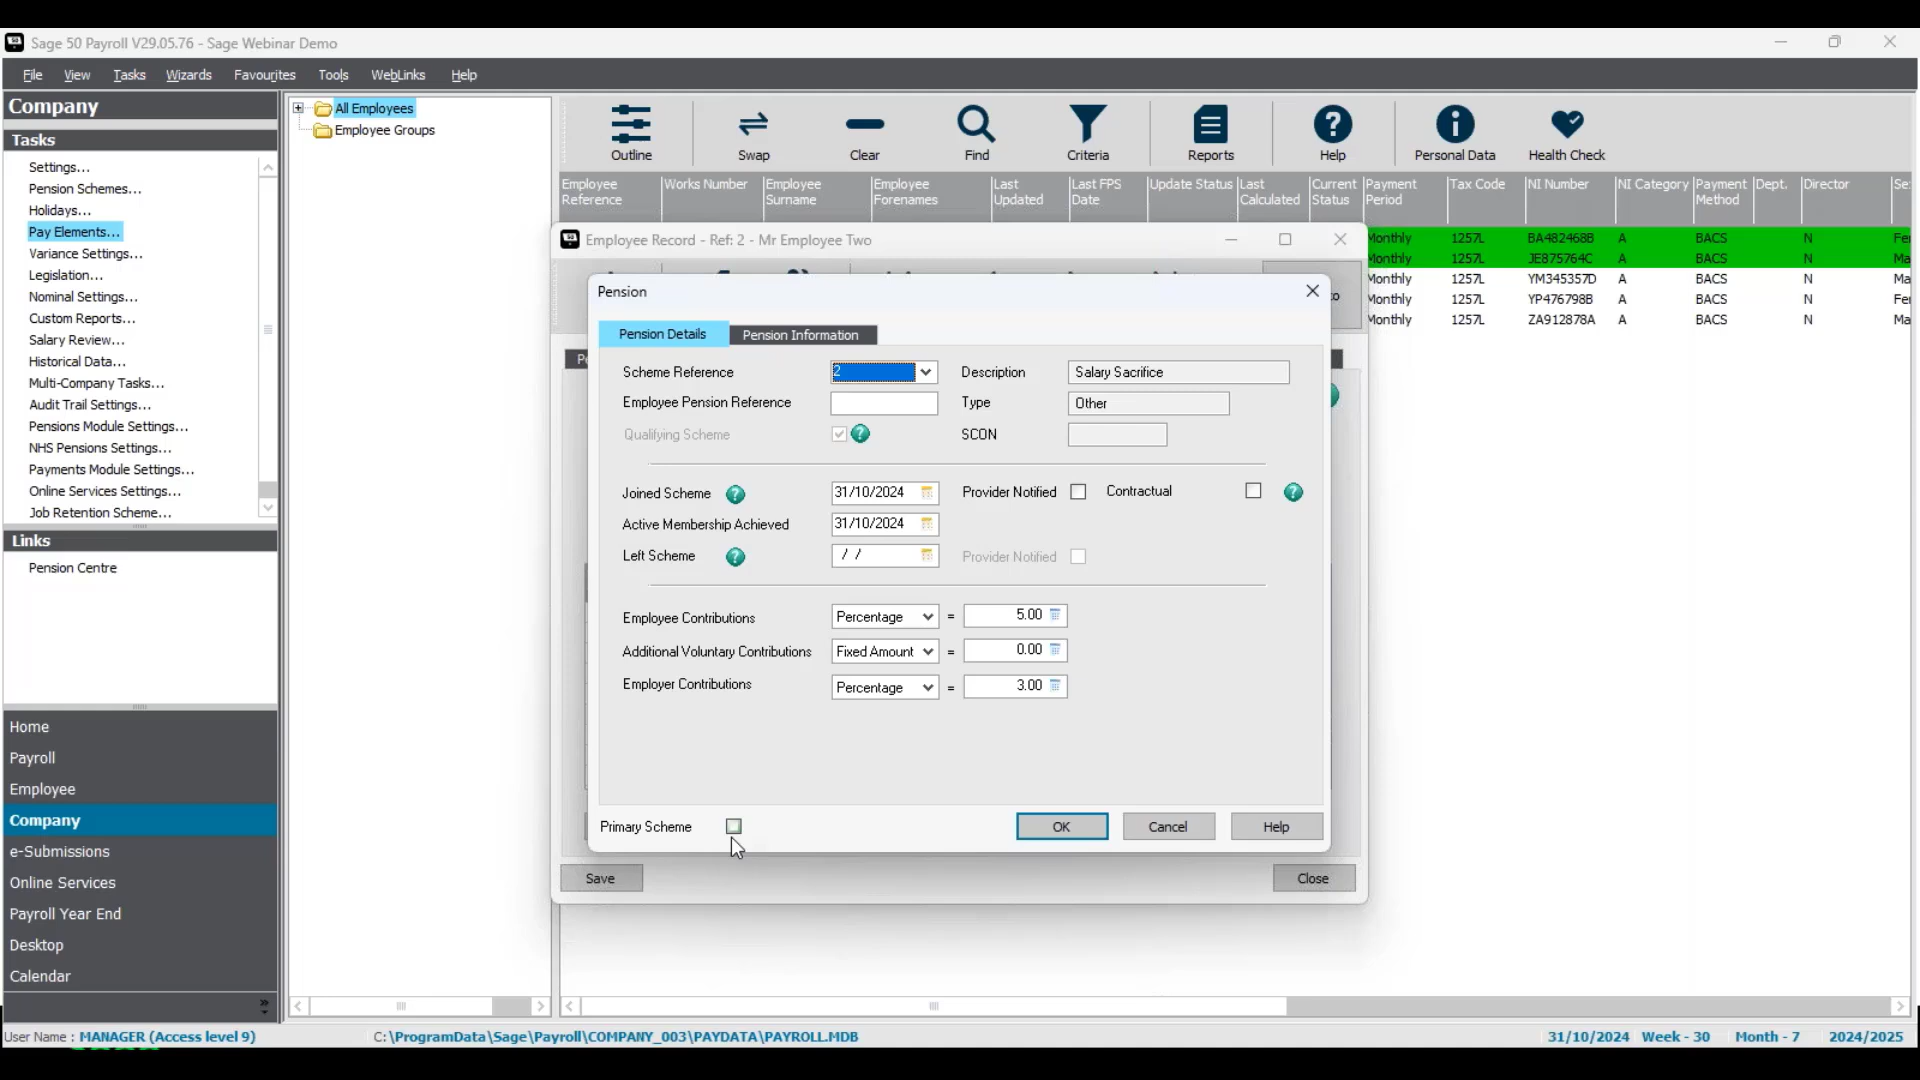 Sage 50 Payroll V29.05.76 - Sage Webinar Demo
File View Tasks Wizards Favourites Tools WebLinks Help
Company
Tasks
Settings...
Pension Schemes...
Holidays...
Pay Elements...
Variance Settings...
Legislation...
Nominal Settings...
Custom Reports...
Salary Review...
Historical Data...
Multi-Company Tasks...
Audit Trail Settings...
Pensions Module Settings...
NHS Pensions Settings...
Payments Module Settings...
Online Services Settings...
Job Retention Scheme...
Links
Pension Centre
Home
Payroll
Employee
Company
e-Submissions
Online Services
Payroll Year End
Desktop
Calendar
All Employees
Employee Groups
Outline Swap Clear Find Criteria Reports Help Personal Data Health Check
Employee Reference Works Number Employee Surname Employee Forenames Last Updated Last FPS Date Update Status Last Calculated Current Status Payment Period Tax Code NI Number NI Category Payment Method Dept. Director Se
Monthly 1257L BA482468B A BACS N Fe
Monthly 1257L JE875764C A BACS N Ma
Monthly 1257L YM345357D A BACS N Ma
Monthly 1257L YP476798B A BACS N Fe
Monthly 1257L ZA912878A A BACS N Ma
Employee Record - Ref: 2 - Mr Employee Two
Pension
Pension Details Pension Information
Scheme Reference 2 Description Salary Sacrifice
Employee Pension Reference Type Other
Qualifying Scheme SCON
Joined Scheme 31/10/2024 Provider Notified Contractual
Active Membership Achieved 31/10/2024
Left Scheme / / Provider Notified
Employee Contributions Percentage = 5.00
Additional Voluntary Contributions Fixed Amount = 0.00
Employer Contributions Percentage = 3.00
Primary Scheme OK Cancel Help
Save Close
User Name : MANAGER (Access level 9) C:\ProgramData\Sage\Payroll\COMPANY_003\PAYDATA\PAYROLL.MDB 31/10/2024 Week - 30 Month - 7 2024/2025